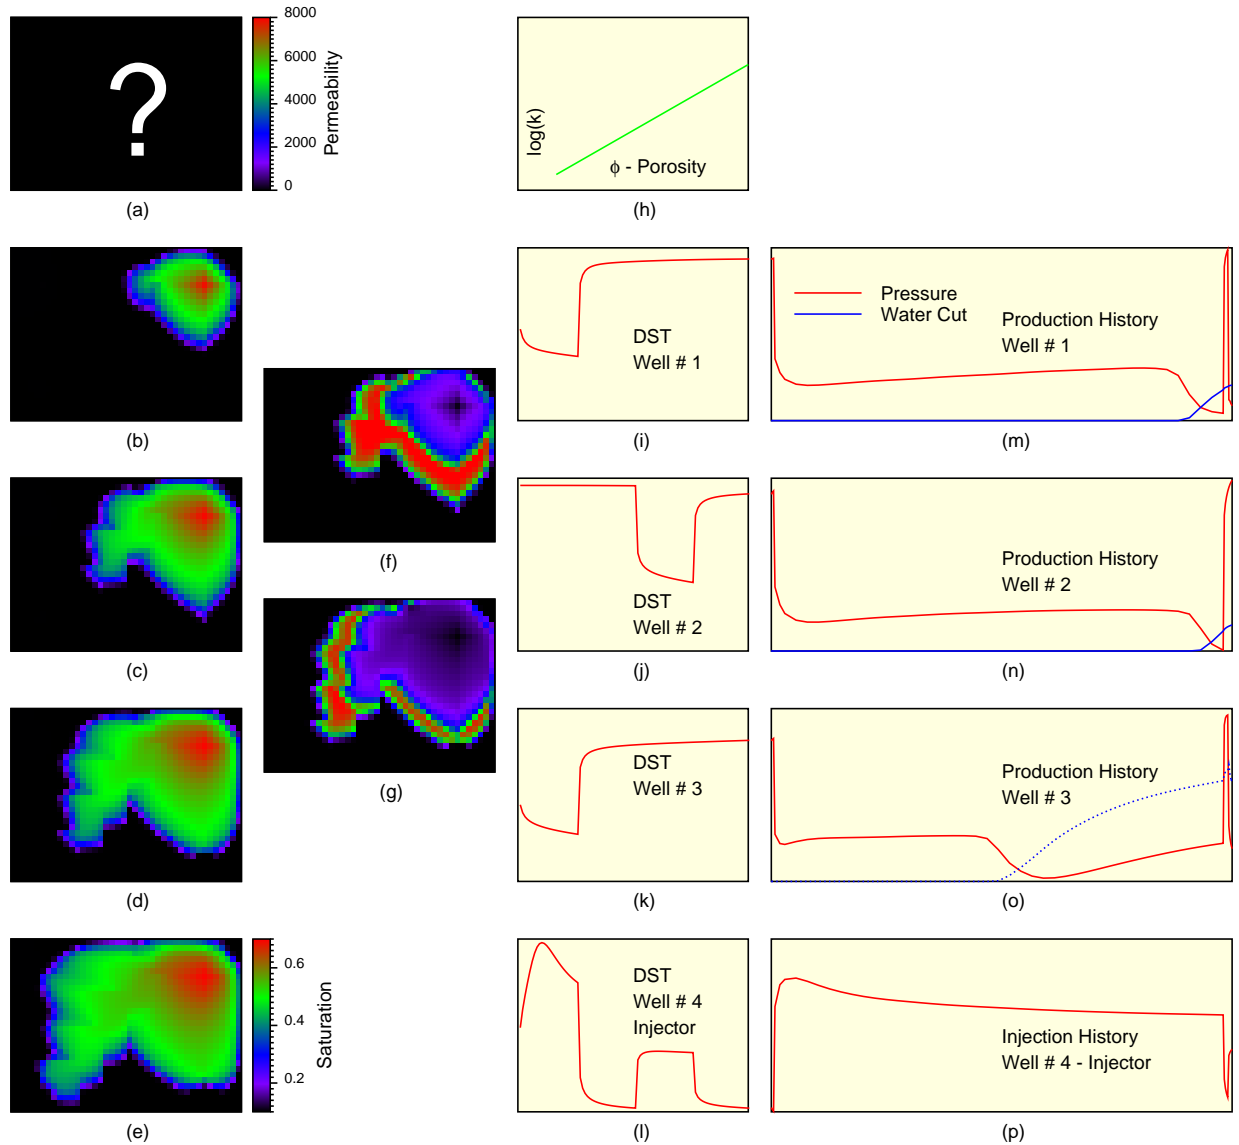 ?
8000
6000
4000
2000
0
Permeability
(a)
log(k)
ϕ - Porosity
(h)
(b)
DST
Well # 1
(i)
Pressure
Water Cut
Production History
Well # 1
(m)
(f)
(c)
DST
Well # 2
(j)
Production History
Well # 2
(n)
(g)
(d)
DST
Well # 3
(k)
Production History
Well # 3
(o)
0.6
0.4
0.2
Saturation
(e)
DST
Well # 4
Injector
(l)
Injection History
Well # 4 - Injector
(p)